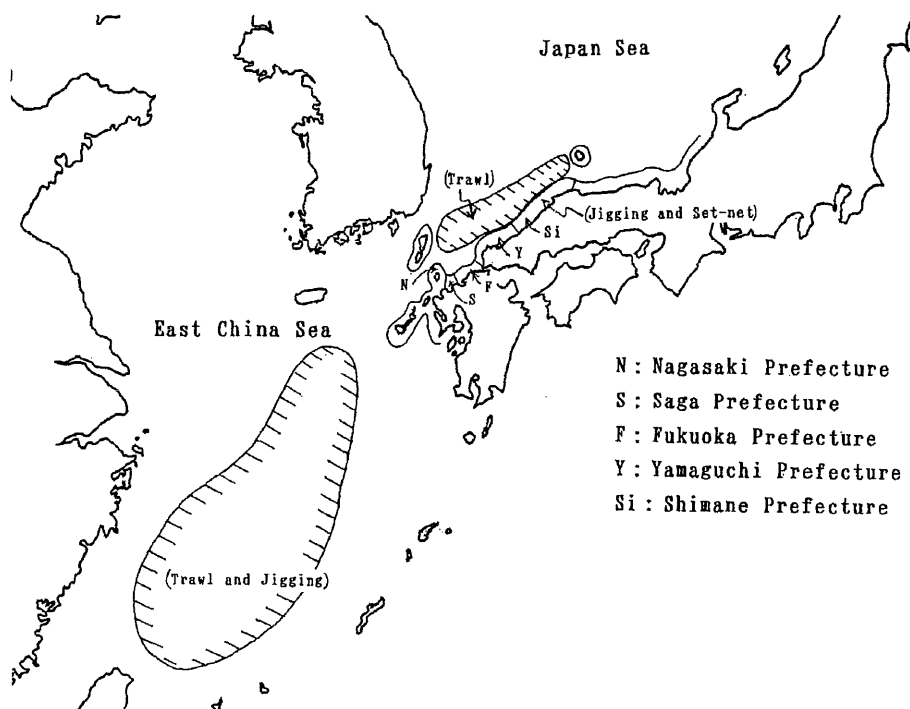 Japan Sea
(Trawl)
(Jigging and Set-net)
Si
Y
N
F
S
East China Sea
N : Nagasaki Prefecture
S : Saga Prefecture
F : Fukuoka Prefecture
Y : Yamaguchi Prefecture
Si : Shimane Prefecture
(Trawl and Jigging)